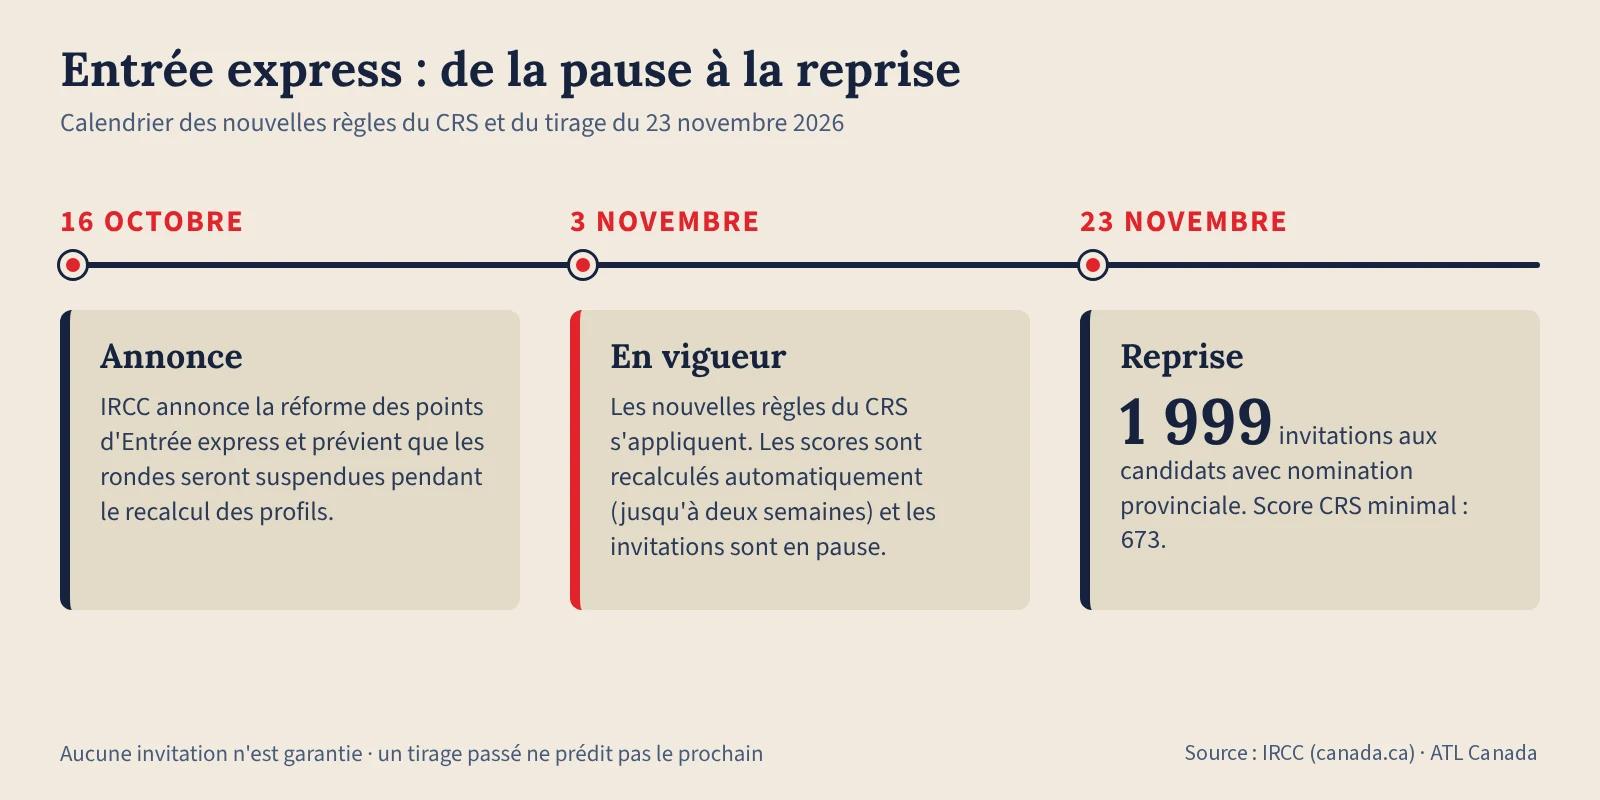 Entrée express : de la pause à la reprise
Calendrier des nouvelles règles du CRS et du tirage du 23 novembre 2026
16 OCTOBRE
Annonce
IRCC annonce la réforme des points
d'Entrée express et prévient que les
rondes seront suspendues pendant
le recalcul des profils.
3 NOVEMBRE
En vigueur
Les nouvelles règles du CRS
s'appliquent. Les scores sont
recalculés automatiquement
(jusqu'à deux semaines) et les
invitations sont en pause.
23 NOVEMBRE
Reprise
1 999 invitations aux
candidats avec nomination
provinciale. Score CRS minimal :
673.
Aucune invitation n'est garantie · un tirage passé ne prédit pas le prochain
Source : IRCC (canada.ca) · ATL Canada